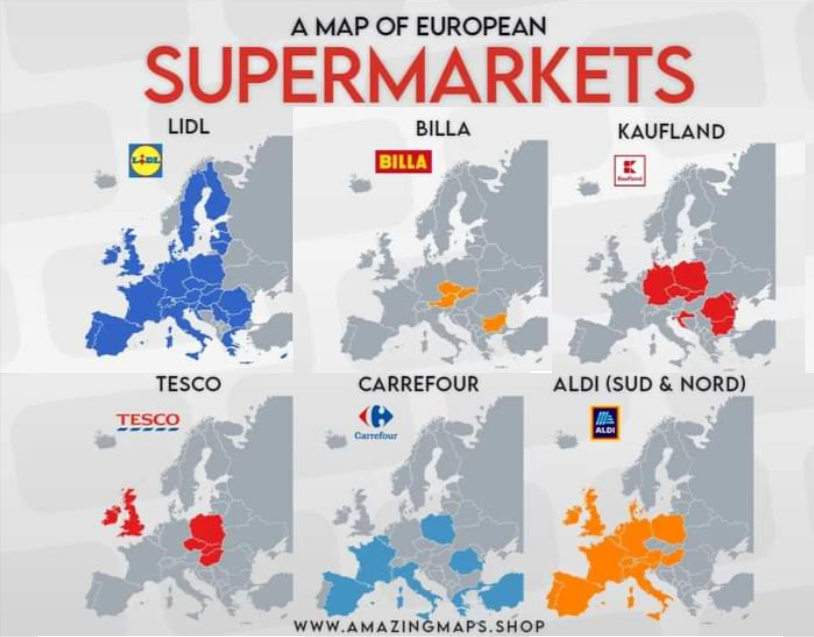 A MAP OF EUROPEAN
SUPERMARKETS
LIDL
LIDL
BILLA
BILLA
KAUFLAND
K
Kaufland
TESCO
TESCO
CARREFOUR
Carrefour
ALDI (SUD & NORD)
ALDI
WWW.AMAZINGMAPS.SHOP